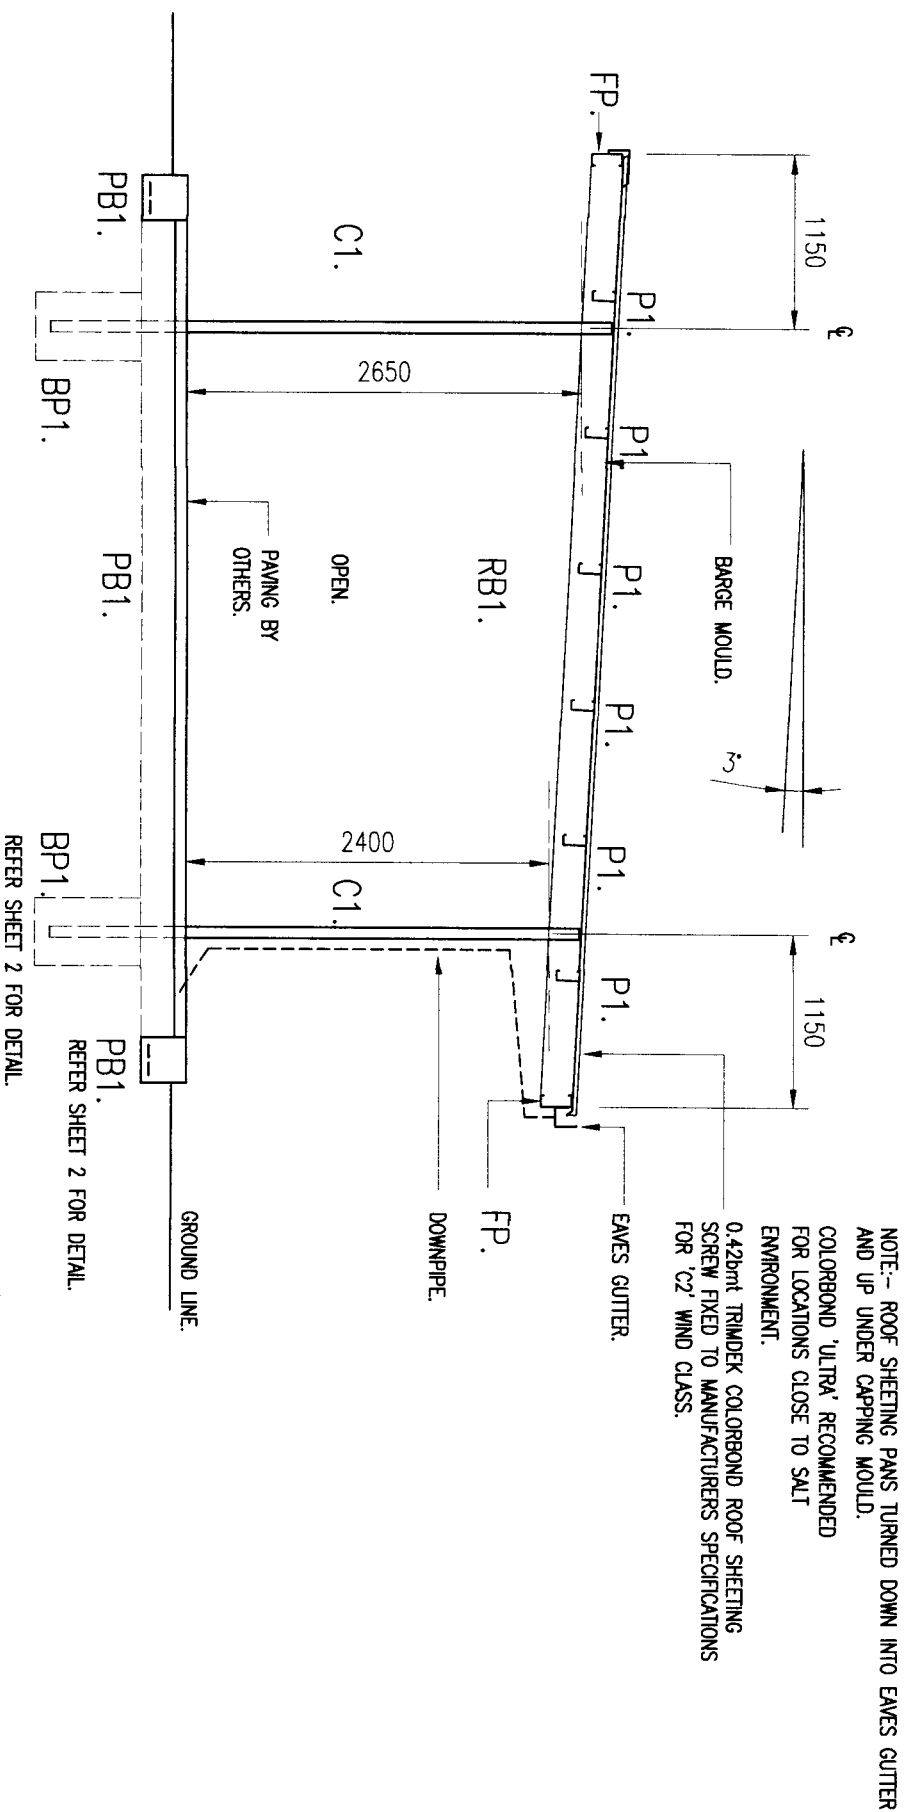 NOTE:- ROOF SHEETING PANS TURNED DOWN INTO EAVES GUTTER
AND UP UNDER CAPPING MOULD.
COLORBOND 'ULTRA' RECOMMENDED
FOR LOCATIONS CLOSE TO SALT
ENVIRONMENT.
0.42bmt TRIMDEK COLORBOND ROOF SHEETING
SCREW FIXED TO MANUFACTURERS SPECIFICATIONS
FOR 'C2' WIND CLASS.
℄
℄
1150
1150
3°
BARGE MOULD.
FP.
P1.
P1.
P1.
P1.
P1.
P1.
EAVES GUTTER.
FP.
RB1.
DOWNPIPE.
2650
2400
C1.
OPEN.
C1.
PAVING BY
OTHERS.
GROUND LINE.
PB1.
PB1.
PB1.
REFER SHEET 2 FOR DETAIL.
BP1.
BP1.
REFER SHEET 2 FOR DETAIL.